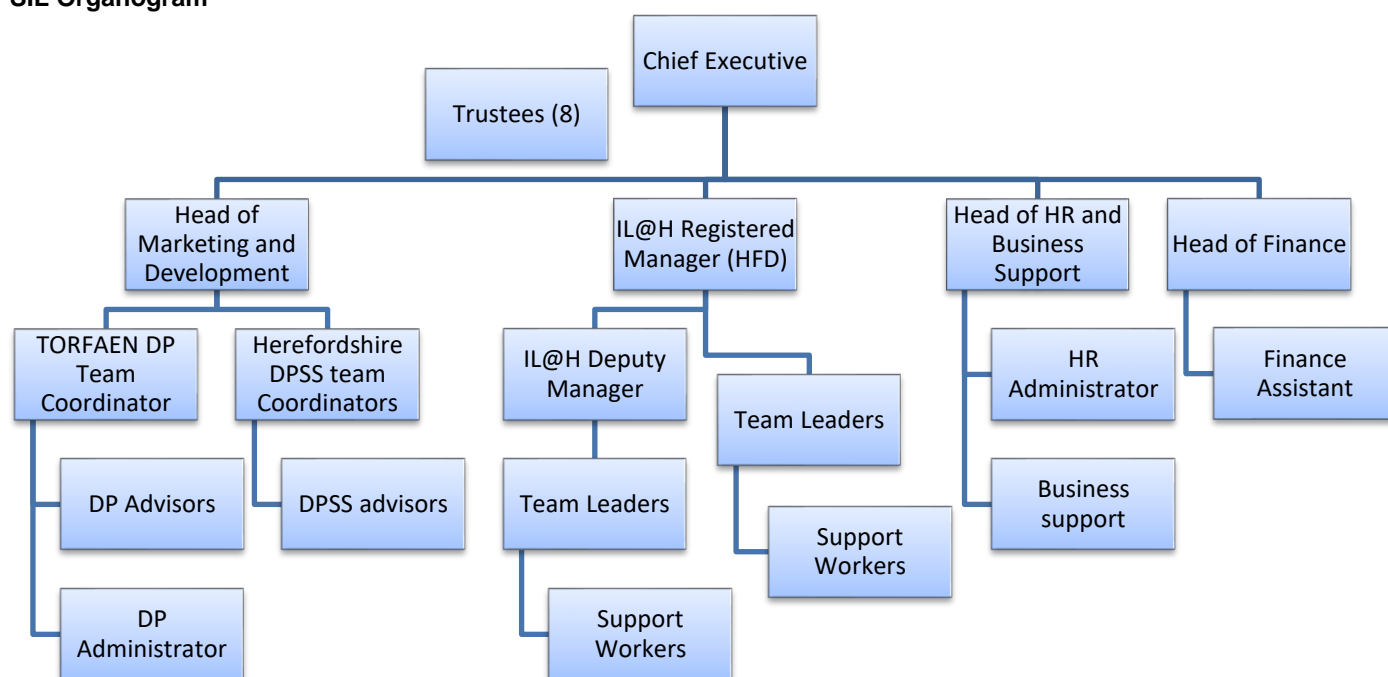 SIL Organogram
Chief Executive
Trustees (8)
Head of
Marketing and
Development
IL@H Registered
Manager (HFD)
Head of HR and
Business
Support
Head of Finance
TORFAEN DP
Team
Coordinator
Herefordshire
DPSS team
Coordinators
IL@H Deputy
Manager
Team Leaders
HR
Administrator
Finance
Assistant
DP Advisors
DPSS advisors
Team Leaders
Support
Workers
Business
support
DP
Administrator
Support
Workers